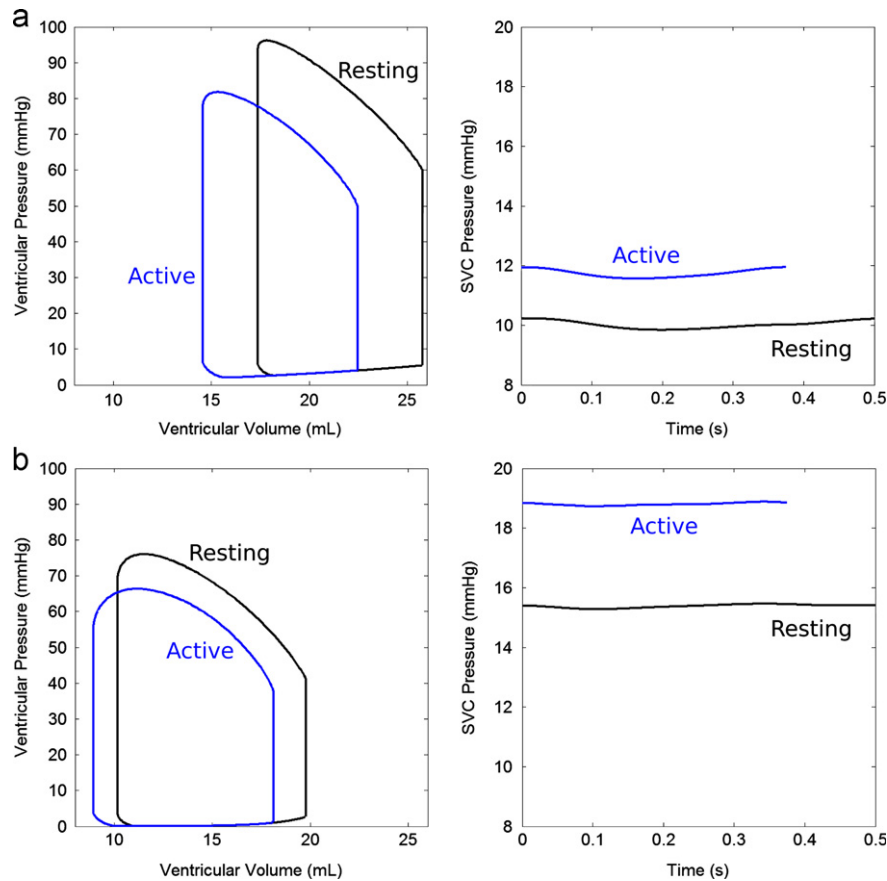 a
100
90
80
70
60
50
40
30
20
10
0
Ventricular Pressure (mmHg)
Resting
Active
10 15 20 25
Ventricular Volume (mL)
20
18
16
14
12
10
8
SVC Pressure (mmHg)
Active
Resting
0 0.1 0.2 0.3 0.4 0.5
Time (s)
b
100
90
80
70
60
50
40
30
20
10
0
Ventricular Pressure (mmHg)
Resting
Active
10 15 20 25
Ventricular Volume (mL)
20
18
16
14
12
10
8
SVC Pressure (mmHg)
Active
Resting
0 0.1 0.2 0.3 0.4 0.5
Time (s)